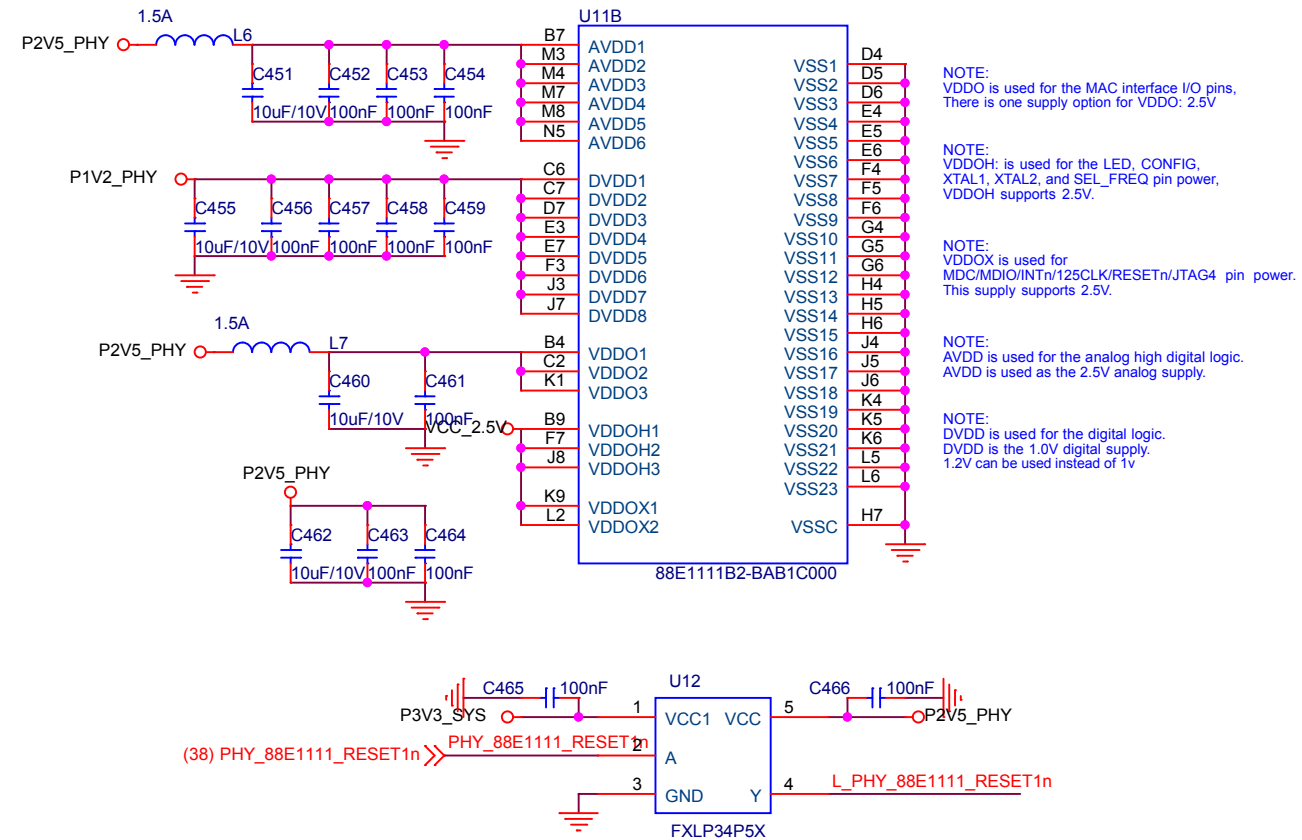 1.5A
P2V5_PHY
L6
C451
C452
C453
C454
10uF/10V
100nF
100nF
100nF
P1V2_PHY
C455
C456
C457
C458
C459
10uF/10V
100nF
100nF
100nF
100nF
1.5A
P2V5_PHY
L7
C460
C461
10uF/10V
100nF
VCC_2.5V
P2V5_PHY
C462
C463
C464
10uF/10V
100nF
100nF
U11B
B7 AVDD1
M3 AVDD2
M4 AVDD3
M7 AVDD4
M8 AVDD5
N5 AVDD6
C6 DVDD1
C7 DVDD2
D7 DVDD3
E3 DVDD4
E7 DVDD5
F3 DVDD6
J3 DVDD7
J7 DVDD8
B4 VDDO1
C2 VDDO2
K1 VDDO3
B9 VDDOH1
F7 VDDOH2
J8 VDDOH3
K9 VDDOX1
L2 VDDOX2
VSS1 D4
VSS2 D5
VSS3 D6
VSS4 E4
VSS5 E5
VSS6 E6
VSS7 F4
VSS8 F5
VSS9 F6
VSS10 G4
VSS11 G5
VSS12 G6
VSS13 H4
VSS14 H5
VSS15 H6
VSS16 J4
VSS17 J5
VSS18 J6
VSS19 K4
VSS20 K5
VSS21 K6
VSS22 L5
VSS23 L6
VSSC H7
88E1111B2-BAB1C000
NOTE:
VDDO is used for the MAC interface I/O pins,
There is one supply option for VDDO: 2.5V
NOTE:
VDDOH: is used for the LED, CONFIG,
XTAL1, XTAL2, and SEL_FREQ pin power,
VDDOH supports 2.5V.
NOTE:
VDDOX is used for
MDC/MDIO/INTn/125CLK/RESETn/JTAG4 pin power.
This supply supports 2.5V.
NOTE:
AVDD is used for the analog high digital logic.
AVDD is used as the 2.5V analog supply.
NOTE:
DVDD is used for the digital logic.
DVDD is the 1.0V digital supply.
1.2V can be used instead of 1v
C465
100nF
U12
C466
100nF
P3V3_SYS
1 VCC1
VCC 5
P2V5_PHY
(38) PHY_88E1111_RESET1n
PHY_88E1111_RESET1n
2 A
3 GND
Y 4
L_PHY_88E1111_RESET1n
FXLP34P5X